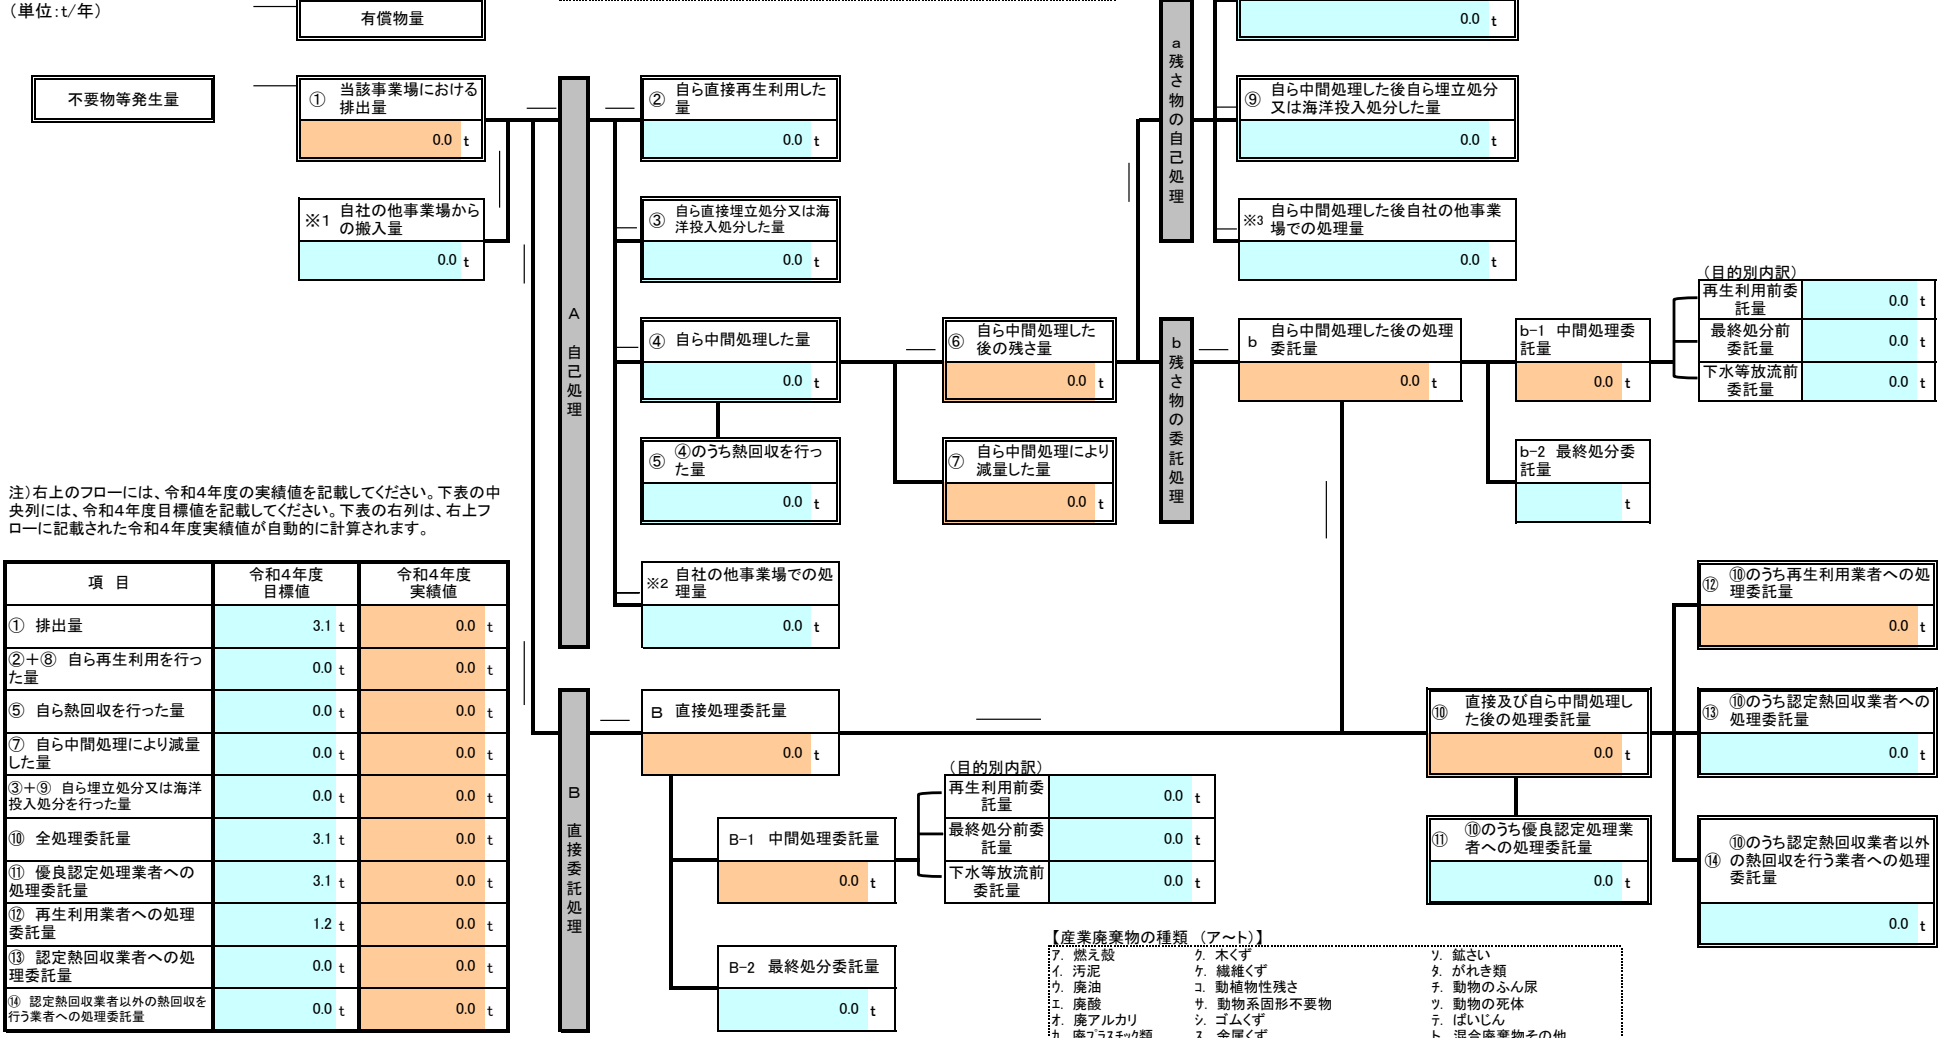 (単位:t/年)
有償物量
0.0 t
不要物等発生量
① 当該事業場における
排出量
0.0 t
※1 自社の他事業場から
の搬入量
0.0 t
A 自己処理
② 自ら直接再生利用した
量
0.0 t
③ 自ら直接埋立処分又は海
洋投入処分した量
0.0 t
④ 自ら中間処理した量
0.0 t
⑤ ④のうち熱回収を行っ
た量
0.0 t
※2 自社の他事業場での処
理量
0.0 t
⑥ 自ら中間処理した
後の残さ量
0.0 t
⑦ 自ら中間処理により
減量した量
0.0 t
a 残さ物の自己処理
⑨ 自ら中間処理した後自ら埋立処分
又は海洋投入処分した量
0.0 t
※3 自ら中間処理した後自社の他事業
場での処理量
0.0 t
b 残さ物の委託処理
b 自ら中間処理した後の処理
委託量
0.0 t
b-1 中間処理委
託量
0.0 t
b-2 最終処分委
託量
t
(目的別内訳)
再生利用前委
託量
0.0 t
最終処分前
委託量
0.0 t
下水等放流前
委託量
0.0 t
注)右上のフローには、令和4年度の実績値を記載してください。下表の中
央列には、令和4年度目標値を記載してください。下表の右列は、右上フ
ローに記載された令和4年度実績値が自動的に計算されます。
項 目 令和4年度
目標値 令和4年度
実績値
① 排出量 3.1 t 0.0 t
②+⑧ 自ら再生利用を行っ
た量 0.0 t 0.0 t
⑤ 自ら熱回収を行った量 0.0 t 0.0 t
⑦ 自ら中間処理により減量
した量 0.0 t 0.0 t
③+⑨ 自ら埋立処分又は海洋
投入処分を行った量 0.0 t 0.0 t
⑩ 全処理委託量 3.1 t 0.0 t
⑪ 優良認定処理業者への
処理委託量 3.1 t 0.0 t
⑫ 再生利用業者への処理
委託量 1.2 t 0.0 t
⑬ 認定熱回収業者への処
理委託量 0.0 t 0.0 t
⑭ 認定熱回収業者以外の熱回収を
行う業者への処理委託量 0.0 t 0.0 t
B 直接委託処理
B 直接処理委託量
0.0 t
B-1 中間処理委託量
0.0 t
B-2 最終処分委託量
0.0 t
(目的別内訳)
再生利用前委
託量
0.0 t
最終処分前委
託量
0.0 t
下水等放流前
委託量
0.0 t
⑩ 直接及び自ら中間処理し
た後の処理委託量
0.0 t
⑪ ⑩のうち優良認定処理業
者への処理委託量
0.0 t
⑫ ⑩のうち再生利用業者への処
理委託量
0.0 t
⑬ ⑩のうち認定熱回収業者への
処理委託量
0.0 t
⑭ ⑩のうち認定熱回収業者以外
の熱回収を行う業者への処理
委託量
0.0 t
【産業廃棄物の種類 (ア~ト)】
ア. 燃え殻 ク. 木くず ソ. 鉱さい
イ. 汚泥 ケ. 繊維くず タ. がれき類
ウ. 廃油 コ. 動植物性残さ チ. 動物のふん尿
エ. 廃酸 サ. 動物系固形不要物 ツ. 動物の死体
オ. 廃アルカリ シ. ゴムくず テ. ばいじん
カ. 廃プラスチック類 ス. 金属くず ト. 混合廃棄物その他